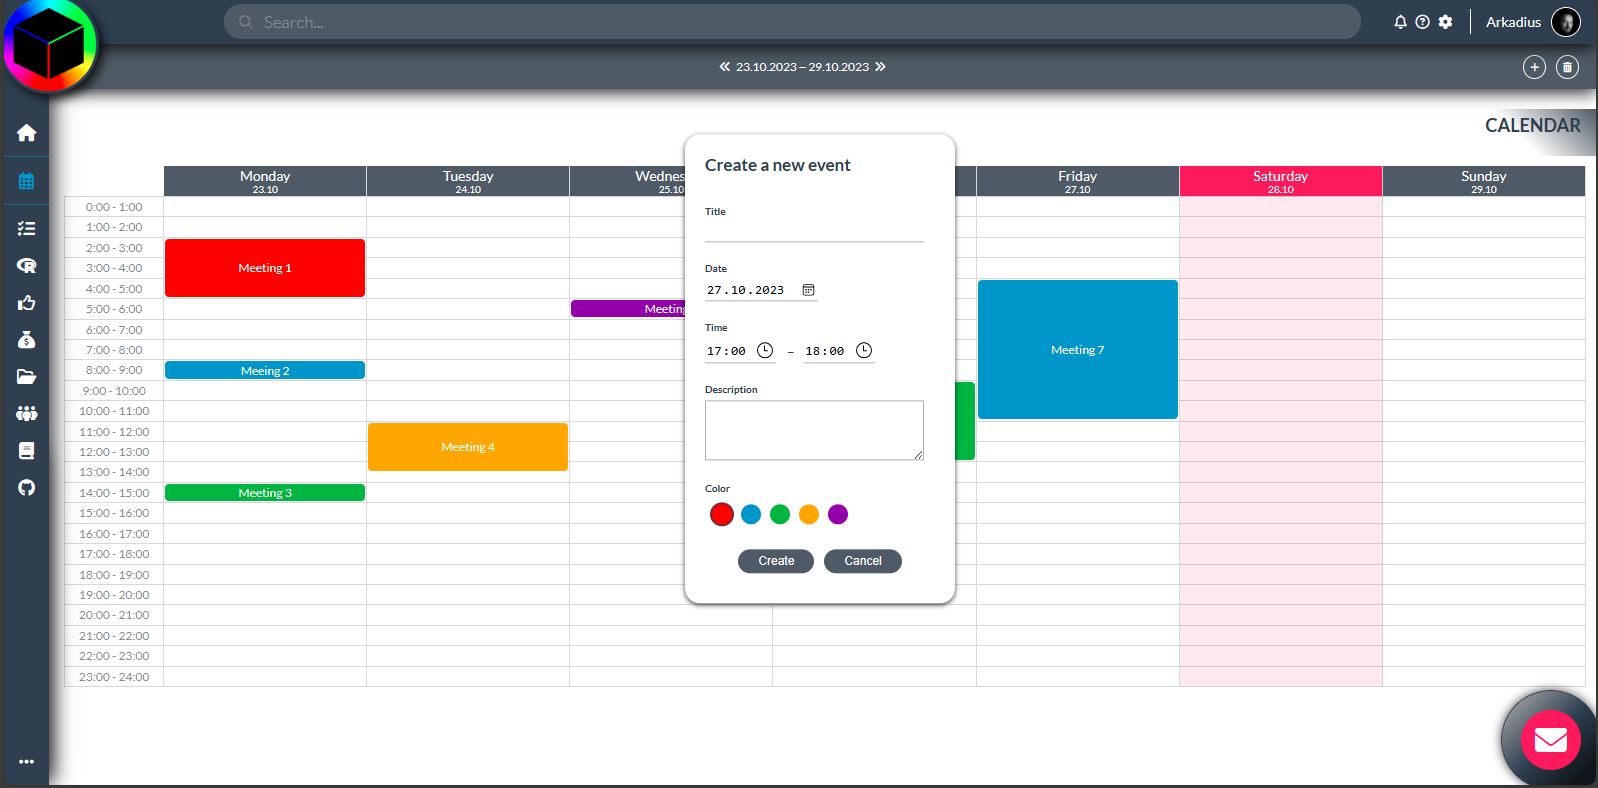 Search...
Arkadius
23.10.2023 – 29.10.2023
CALENDAR
Monday
23.10
Tuesday
24.10
Wednes
25.10
Friday
27.10
Saturday
28.10
Sunday
29.10
0:00 - 1:00
1:00 - 2:00
2:00 - 3:00
3:00 - 4:00
4:00 - 5:00
5:00 - 6:00
6:00 - 7:00
7:00 - 8:00
8:00 - 9:00
9:00 - 10:00
10:00 - 11:00
11:00 - 12:00
12:00 - 13:00
13:00 - 14:00
14:00 - 15:00
15:00 - 16:00
16:00 - 17:00
17:00 - 18:00
18:00 - 19:00
19:00 - 20:00
20:00 - 21:00
21:00 - 22:00
22:00 - 23:00
23:00 - 24:00
Meeting 1
Meeing 2
Meeting 3
Meeting 4
Meeting
Meeting 7
Create a new event
Title
Date
27.10.2023
Time
17:00 – 18:00
Description
Color
Create Cancel